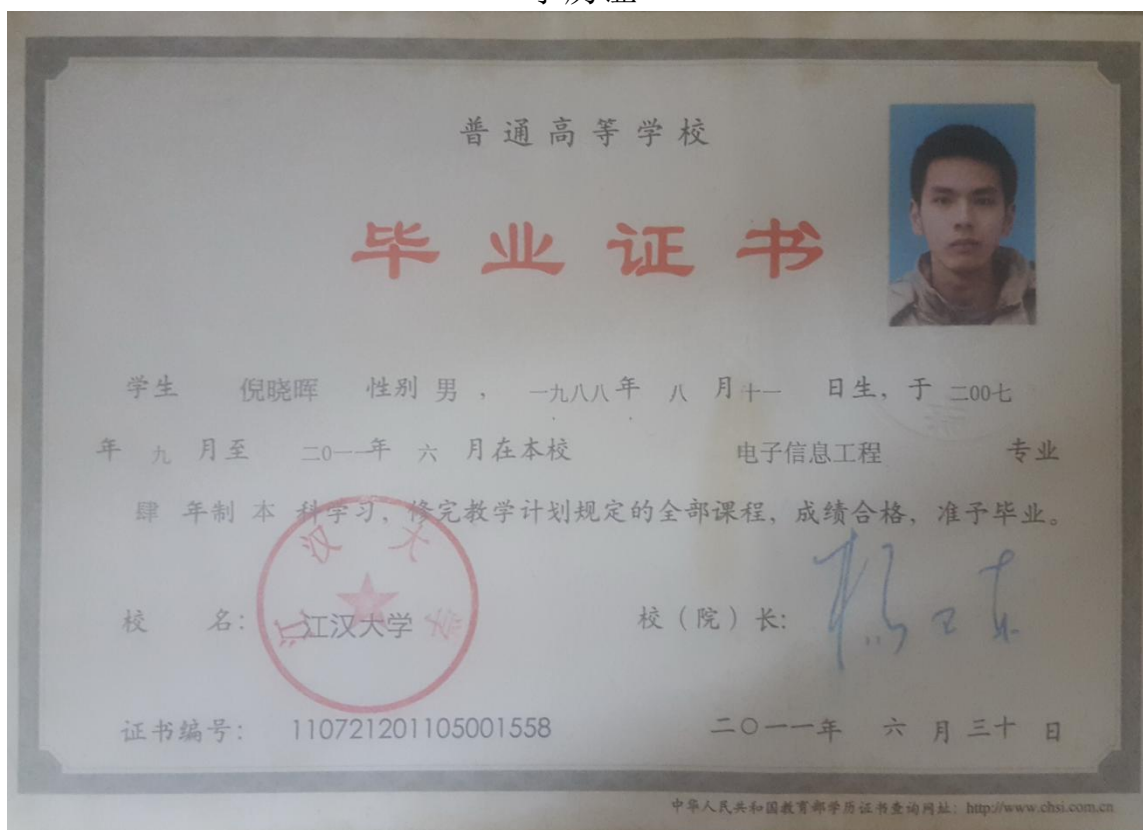 普通高等学校
毕业证书
学生 倪晓晖 性别 男 ， 一九八八年 八 月十一 日生，于 二00七
年 九 月至 二0一一年 六 月在本校 电子信息工程 专业
肆 年制 本 科学习，修完教学计划规定的全部课程，成绩合格，准予毕业。
江汉大学
校 名： 江汉大学 校（院）长：
证书编号： 110721201105001558 二〇一一年 六 月 三十 日
中华人民共和国教育部学历证书查询网址：http://www.chsi.com.cn